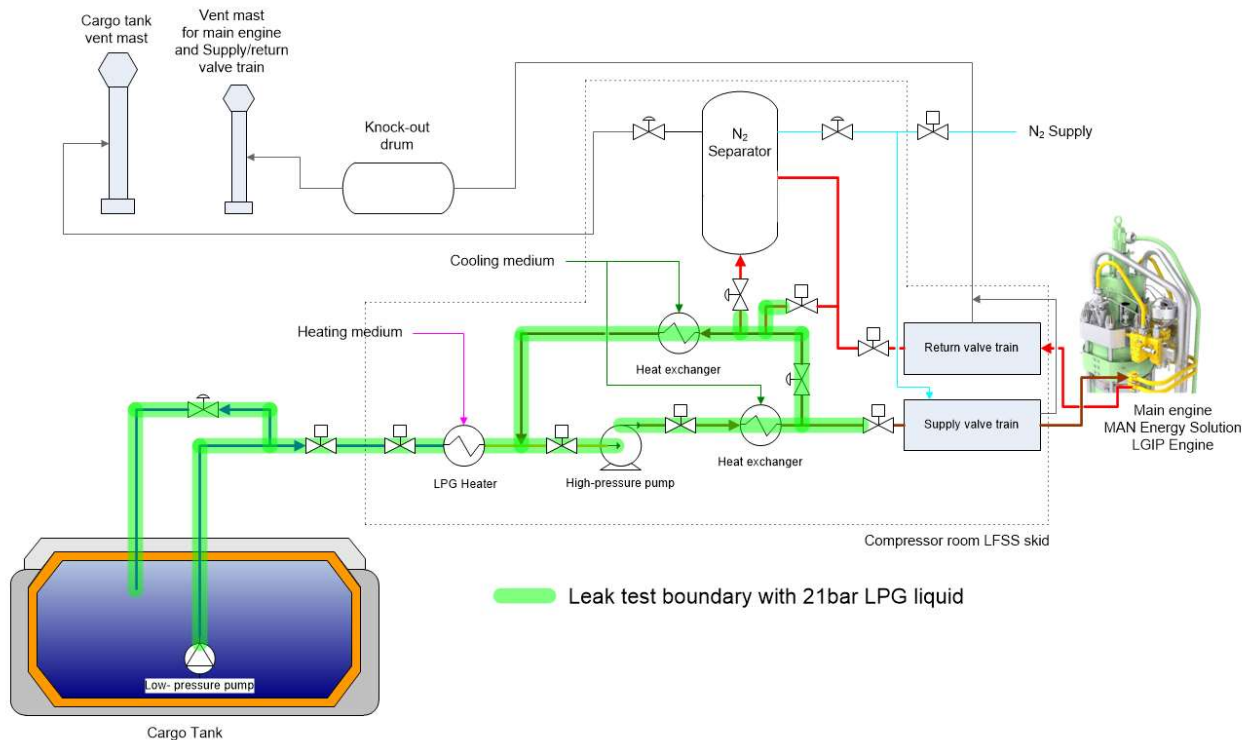 Cargo tank
vent mast
Vent mast
for main engine
and Supply/return
valve train
Knock-out
drum
N2
Separator
N2 Supply
Cooling medium
Heating medium
Heat exchanger
Return valve train
Supply valve train
Main engine
MAN Energy Solution
LGIP Engine
LPG Heater
High-pressure pump
Heat exchanger
Compressor room LFSS skid
Leak test boundary with 21bar LPG liquid
Low- pressure pump
Cargo Tank